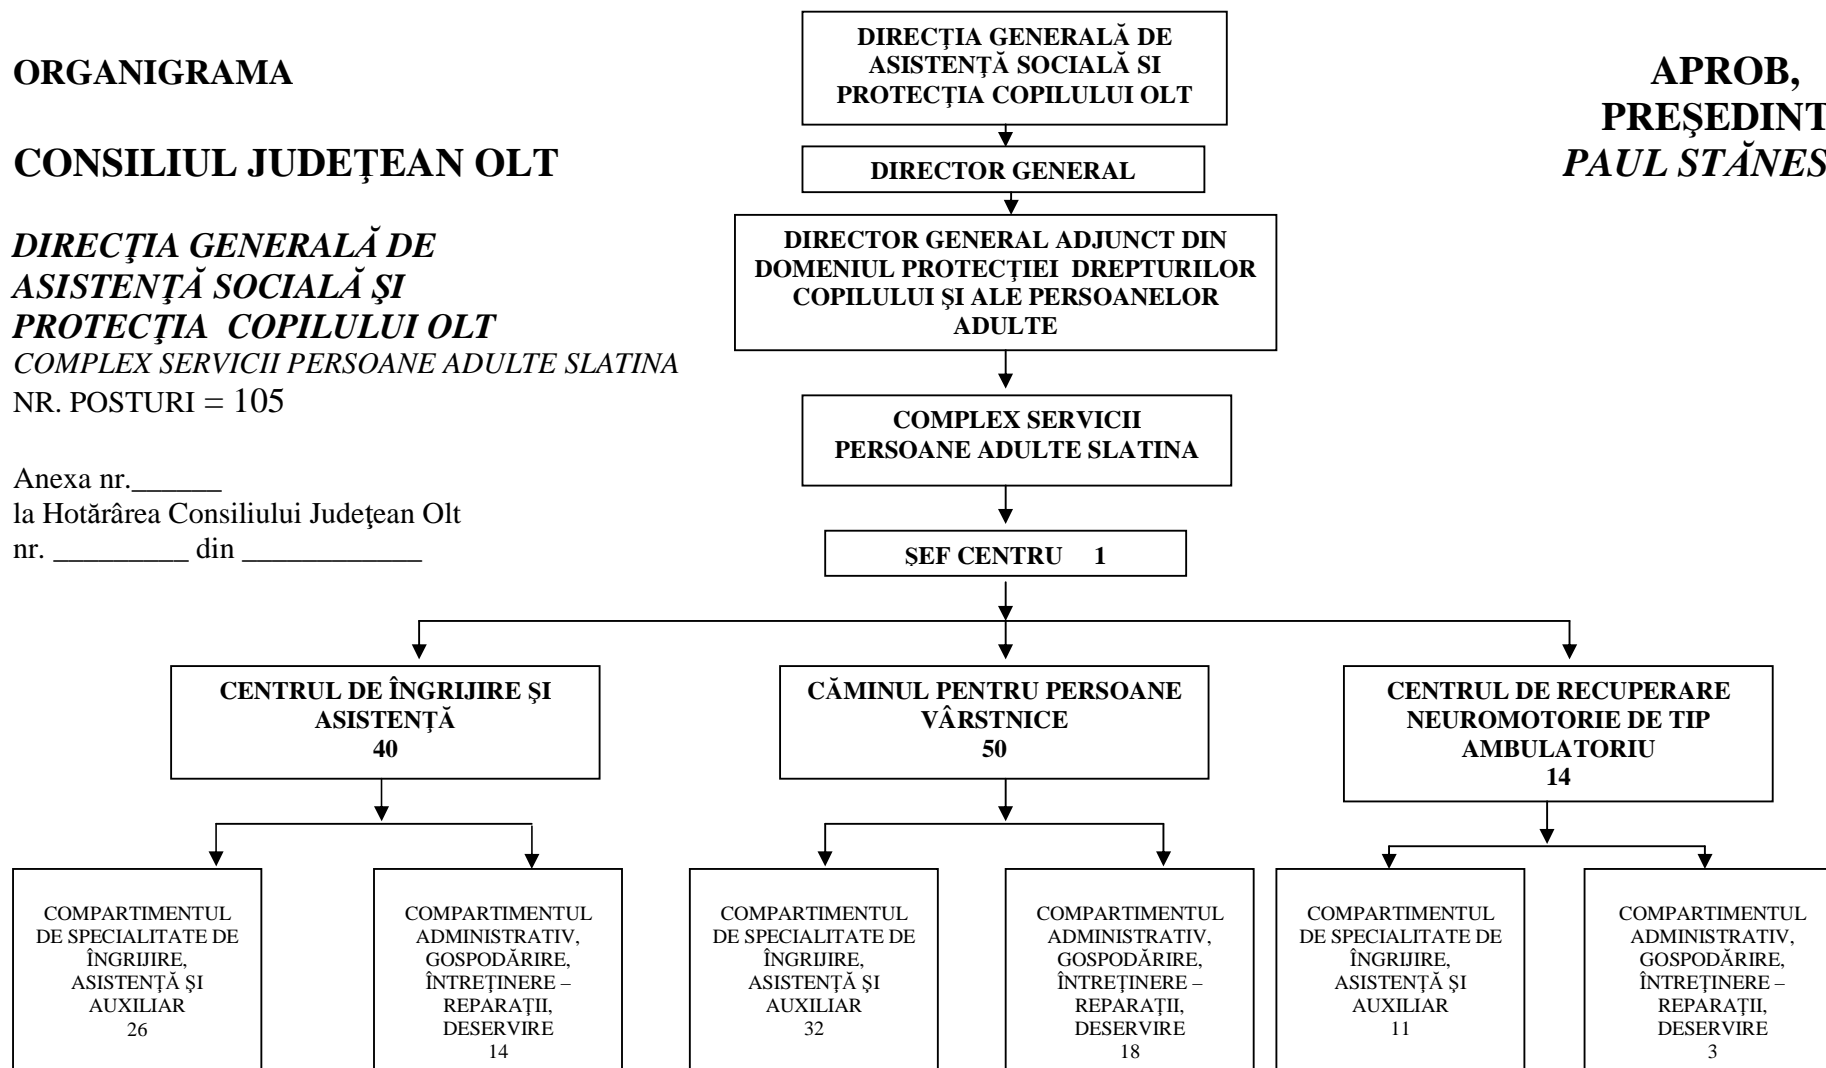 ORGANIGRAMA
CONSILIUL JUDEŢEAN OLT
DIRECŢIA GENERALĂ DE
ASISTENŢĂ SOCIALĂ ŞI
PROTECŢIA COPILULUI OLT
COMPLEX SERVICII PERSOANE ADULTE SLATINA
NR. POSTURI = 105
Anexa nr.______
la Hotărârea Consiliului Judeţean Olt
nr. _________ din ____________
DIRECŢIA GENERALĂ DE
ASISTENŢĂ SOCIALĂ SI
PROTECŢIA COPILULUI OLT
DIRECTOR GENERAL
DIRECTOR GENERAL ADJUNCT DIN
DOMENIUL PROTECŢIEI DREPTURILOR
COPILULUI ŞI ALE PERSOANELOR
ADULTE
COMPLEX SERVICII
PERSOANE ADULTE SLATINA
ŞEF CENTRU 1
APROB,
PREŞEDINT
PAUL STĂNES
CENTRUL DE ÎNGRIJIRE ŞI
ASISTENŢĂ
40
CĂMINUL PENTRU PERSOANE
VÂRSTNICE
50
CENTRUL DE RECUPERARE
NEUROMOTORIE DE TIP
AMBULATORIU
14
COMPARTIMENTUL
DE SPECIALITATE DE
ÎNGRIJIRE,
ASISTENŢĂ ŞI
AUXILIAR
26
COMPARTIMENTUL
ADMINISTRATIV,
GOSPODĂRIRE,
ÎNTREŢINERE –
REPARAŢII,
DESERVIRE
14
COMPARTIMENTUL
DE SPECIALITATE DE
ÎNGRIJIRE,
ASISTENŢĂ ŞI
AUXILIAR
32
COMPARTIMENTUL
ADMINISTRATIV,
GOSPODĂRIRE,
ÎNTREŢINERE –
REPARAŢII,
DESERVIRE
18
COMPARTIMENTUL
DE SPECIALITATE DE
ÎNGRIJIRE,
ASISTENŢĂ ŞI
AUXILIAR
11
COMPARTIMENTUL
ADMINISTRATIV,
GOSPODĂRIRE,
ÎNTREŢINERE –
REPARAŢII,
DESERVIRE
3